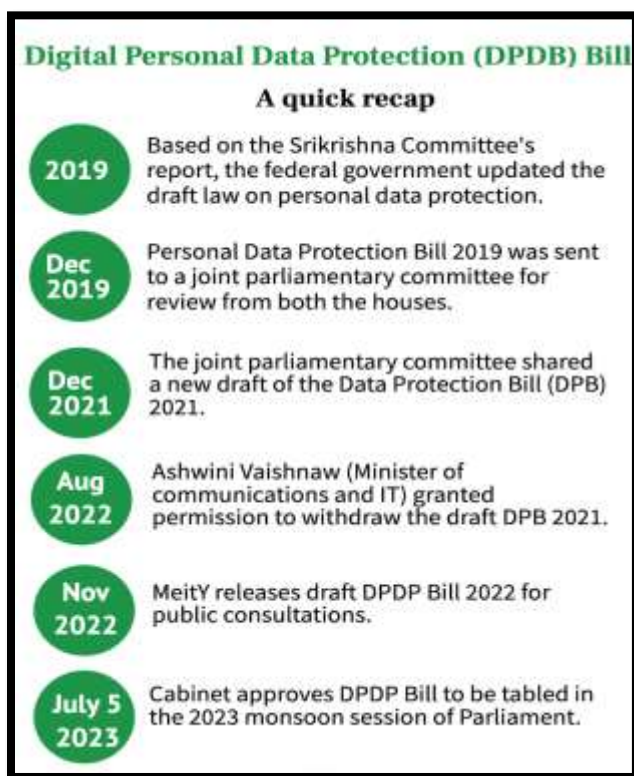 Digital Personal Data Protection (DPDB) Bill
A quick recap
2019
Based on the Srikrishna Committee's
report, the federal government updated the
draft law on personal data protection.
Dec
2019
Personal Data Protection Bill 2019 was sent
to a joint parliamentary committee for
review from both the houses.
Dec
2021
The joint parliamentary committee shared
a new draft of the Data Protection Bill (DPB)
2021.
Aug
2022
Ashwini Vaishnaw (Minister of
communications and IT) granted
permission to withdraw the draft DPB 2021.
Nov
2022
MeitY releases draft DPDP Bill 2022 for
public consultations.
July 5
2023
Cabinet approves DPDP Bill to be tabled in
the 2023 monsoon session of Parliament.